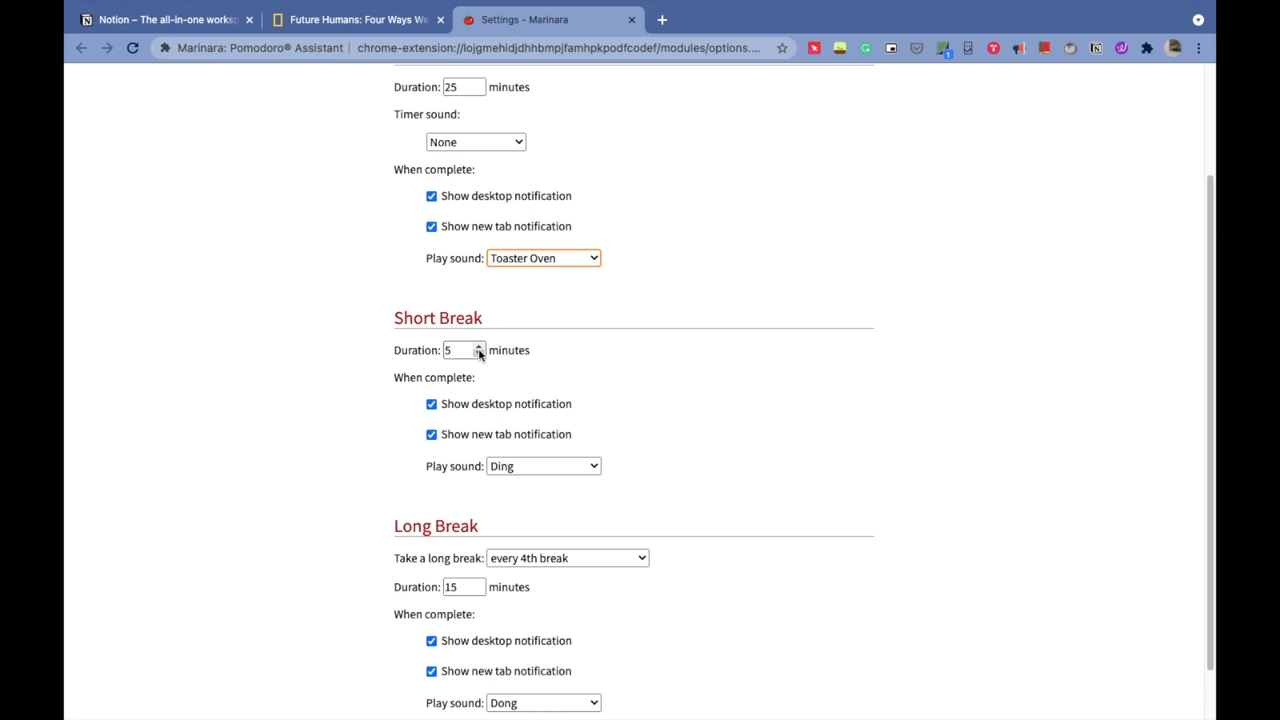 Notion – The all-in-one worksp
Future Humans: Four Ways We
Settings - Marinara
Marinara: Pomodoro® Assistant
chrome-extension://lojgmehidjdhhbmpjfamhpkpodfcodef/modules/options....
1
Duration: 25 minutes
Timer sound:
None
When complete:
Show desktop notification
Show new tab notification
Play sound: Toaster Oven
Short Break
Duration: 5 minutes
When complete:
Show desktop notification
Show new tab notification
Play sound: Ding
Long Break
Take a long break: every 4th break
Duration: 15 minutes
When complete:
Show desktop notification
Show new tab notification
Play sound: Dong